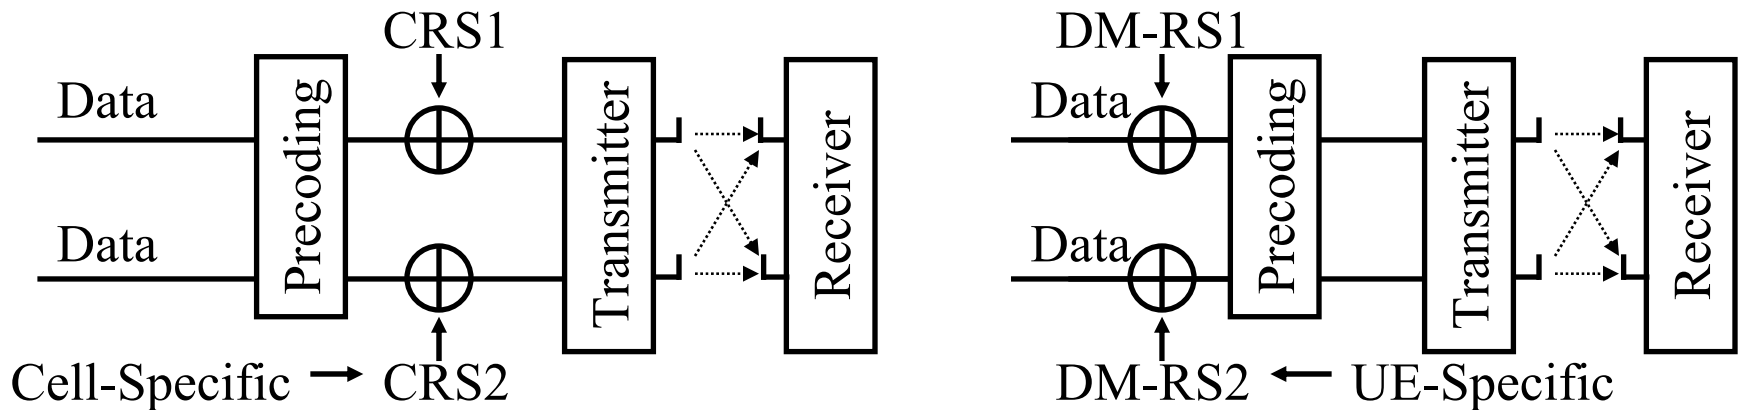 CRS1
Data
Data
Precoding
Transmitter
Receiver
Cell-Specific
CRS2
DM-RS1
Data
Data
Precoding
Transmitter
Receiver
DM-RS2
UE-Specific